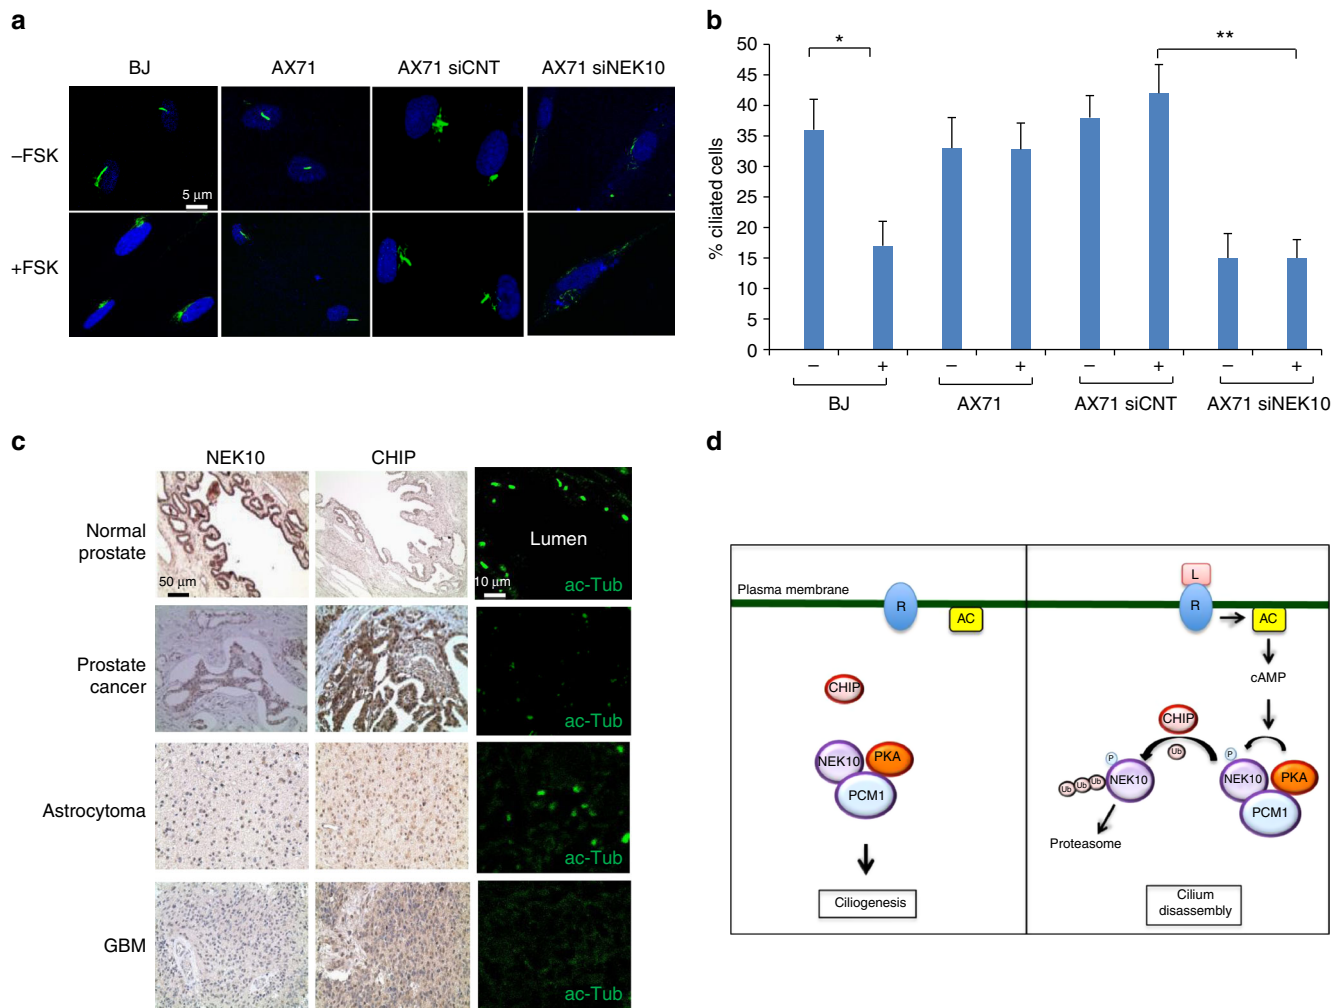 a
BJ
AX71
AX71 siCNT
AX71 siNEK10
–FSK
5 μm
+FSK
b
% ciliated cells
50
45
40
35
30
25
20
15
10
5
0
*
**
– + – + – + – +
BJ
AX71
AX71 siCNT
AX71 siNEK10
c
NEK10
CHIP
Normal
prostate
50 μm
Lumen
10 μm
ac-Tub
Prostate
cancer
ac-Tub
Astrocytoma
ac-Tub
GBM
ac-Tub
d
Plasma membrane
R
AC
CHIP
NEK10
PKA
PCM1
Ciliogenesis
L
R
AC
cAMP
CHIP
Ub
P
NEK10
Ub Ub Ub
P
NEK10
PKA
PCM1
Proteasome
Cilium
disassembly